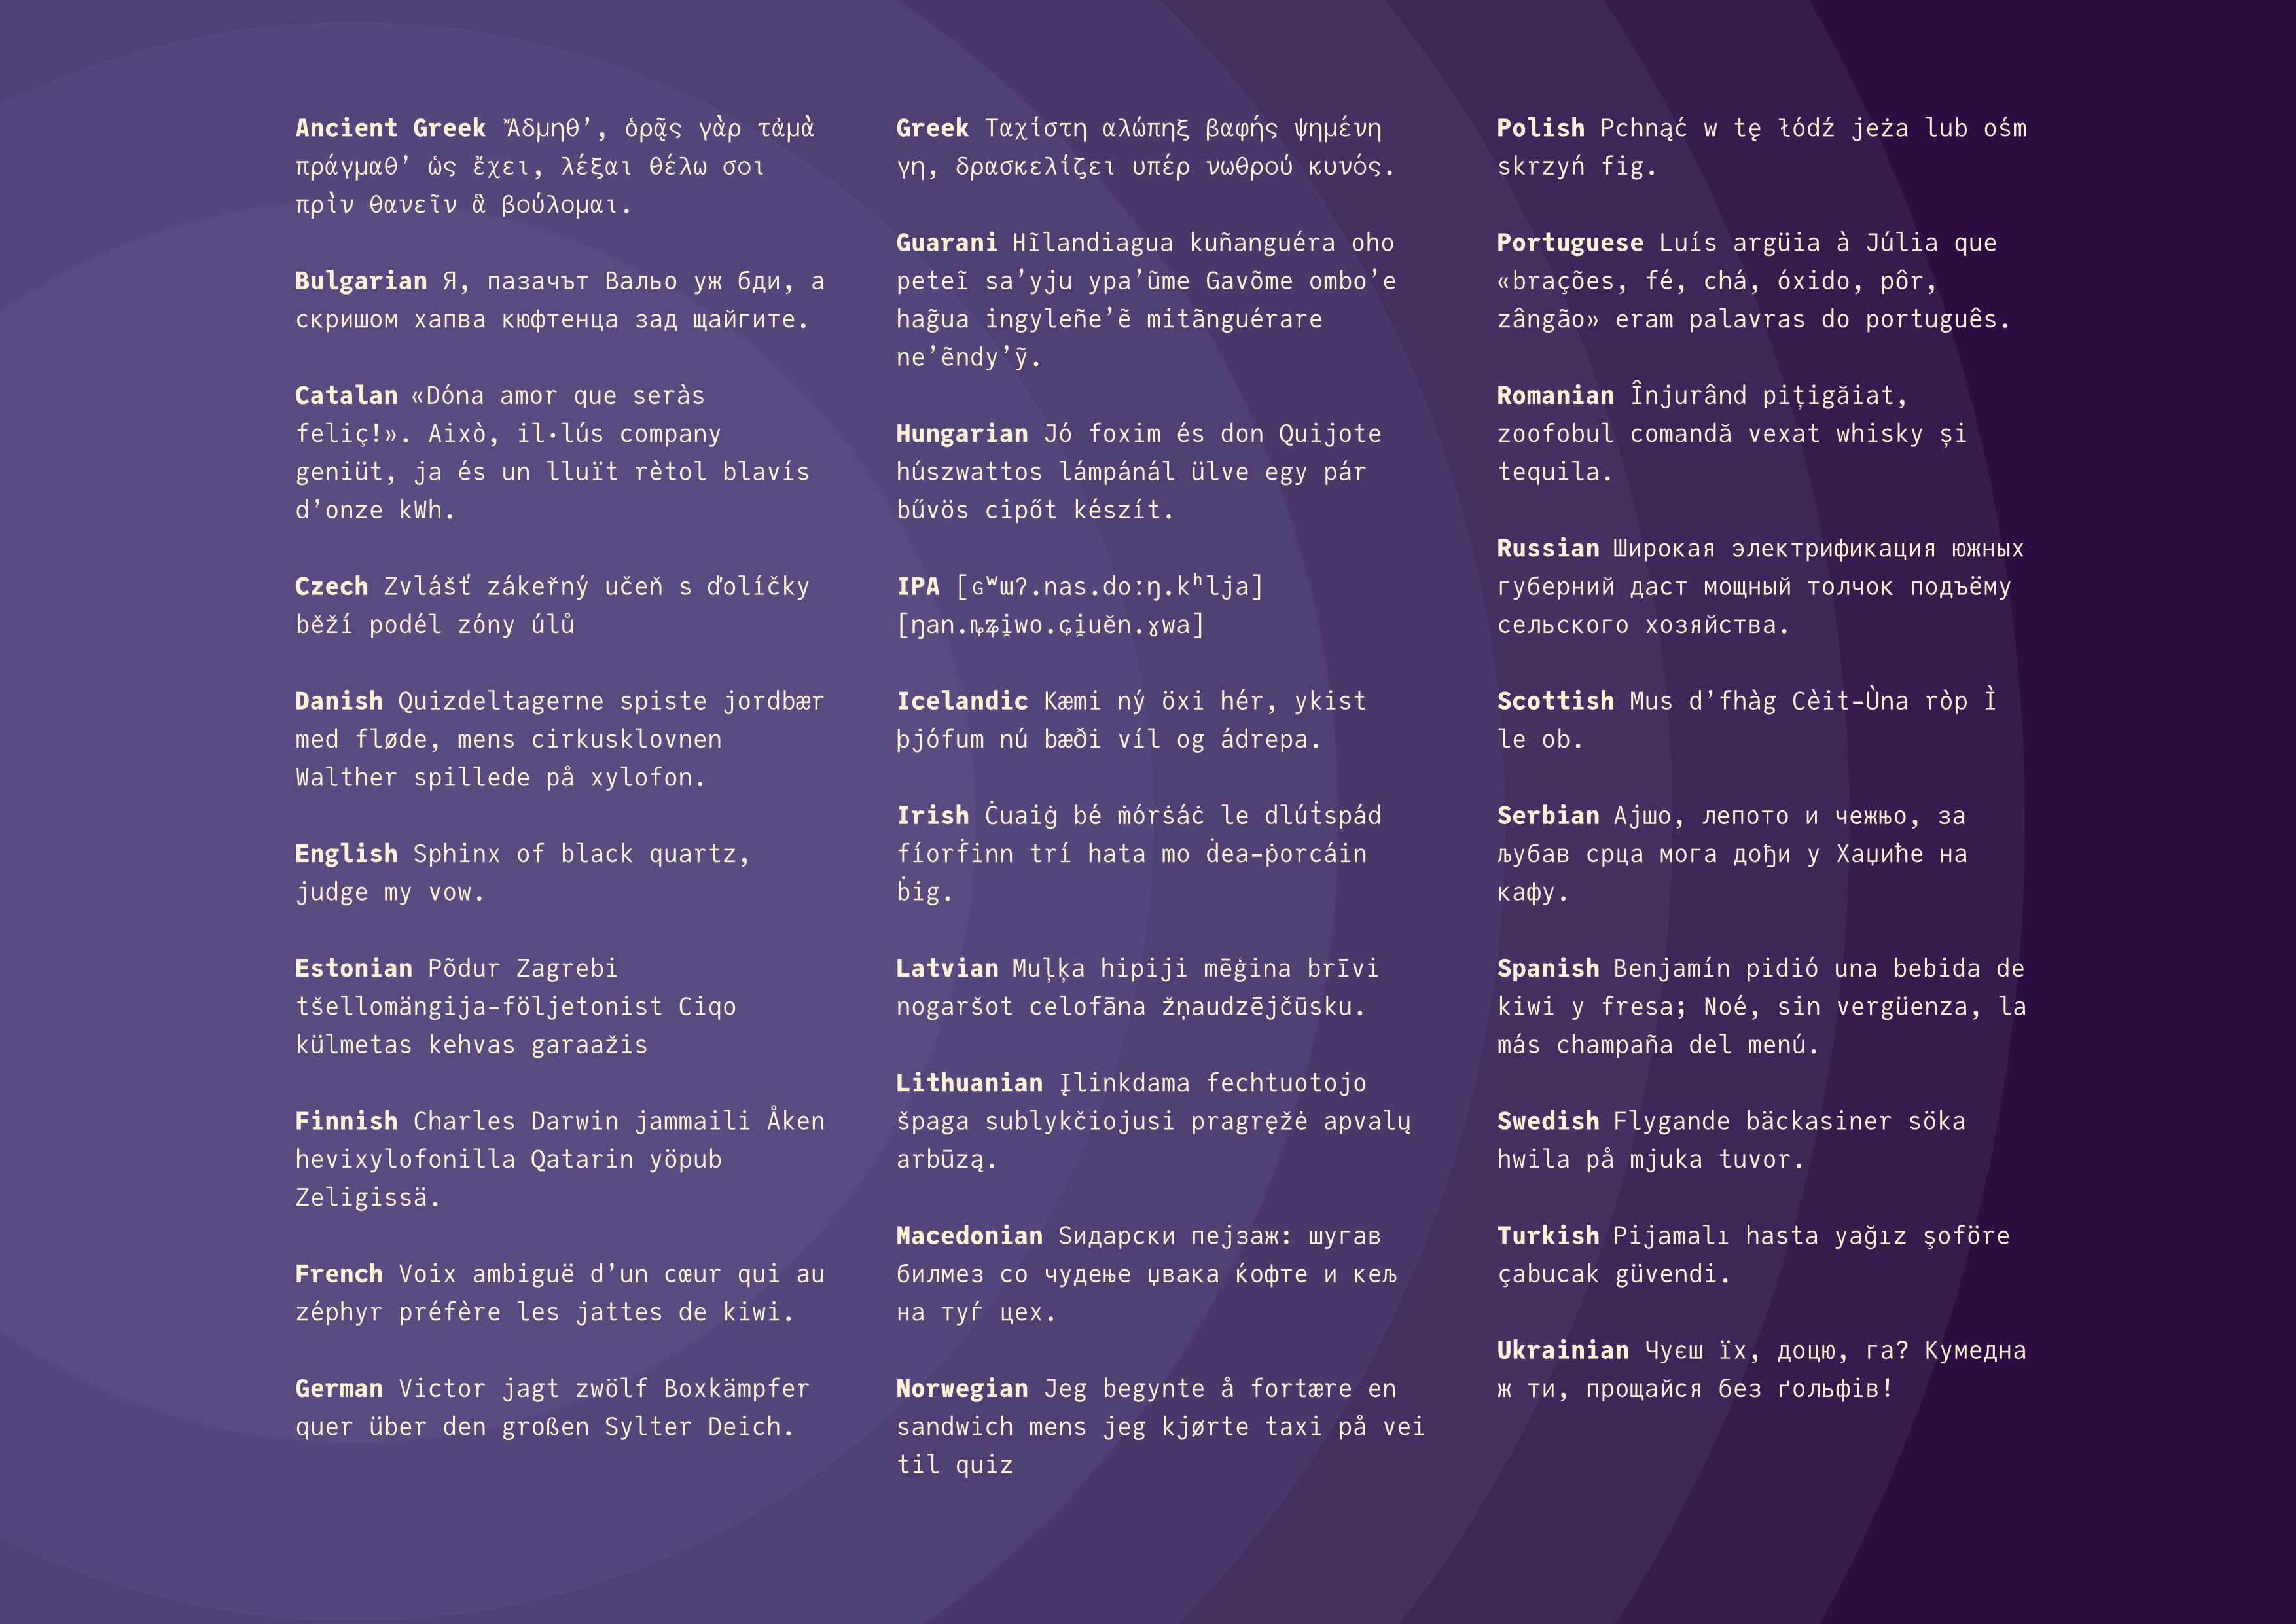 Ancient Greek Ἄδμηθ’, ὁρᾷς γὰρ τἀμὰ
πράγμαθ’ ὡς ἔχει, λέξαι θέλω σοι
πρὶν θανεῖν ἃ βούλομαι.
Bulgarian Я, пазачът Вальо уж бди, а
скришом хапва кюфтенца зад щайгите.
Catalan «Dóna amor que seràs
feliç!». Això, il·lús company
geniüt, ja és un lluït rètol blavís
d’onze kWh.
Czech Zvlášť zákeřný učeň s ďolíčky
běží podél zóny úlů
Danish Quizdeltagerne spiste jordbær
med fløde, mens cirkusklovnen
Walther spillede på xylofon.
English Sphinx of black quartz,
judge my vow.
Estonian Põdur Zagrebi
tšellomängija-följetonist Ciqo
külmetas kehvas garaažis
Finnish Charles Darwin jammaili Åken
hevixylofonilla Qatarin yöpub
Zeligissä.
French Voix ambiguë d’un cœur qui au
zéphyr préfère les jattes de kiwi.
German Victor jagt zwölf Boxkämpfer
quer über den großen Sylter Deich.
Greek Ταχίστη αλώπηξ βαφής ψημένη
γη, δρασκελίζει υπέρ νωθρού κυνός.
Guarani Hĩlandiagua kuñanguéra oho
peteĩ sa’yju ypa’ũme Gavõme ombo’e
hag̃ua ingyleñe’ẽ mitãnguérare
ne’ẽndy’ỹ.
Hungarian Jó foxim és don Quijote
húszwattos lámpánál ülve egy pár
bűvös cipőt készít.
IPA [ɢʷɯʔ.nas.doːŋ.kʰlja]
[ŋan.ȵʑi̯wo.ɕi̯uĕn.ɣwa]
Icelandic Kæmi ný öxi hér, ykist
þjófum nú bæði víl og ádrepa.
Irish Ċuaiġ bé ṁórṡáċ le dlúṫspád
fíorḟinn trí hata mo ḋea-ṗorcáin
ḃig.
Latvian Muļķa hipiji mēģina brīvi
nogaršot celofāna žņaudzējčūsku.
Lithuanian Įlinkdama fechtuotojo
špaga sublykčiojusi pragręžė apvalų
arbūzą.
Macedonian Ѕидарски пејзаж: шугав
билмез со чудење џвака ќофте и кељ
на туѓ цех.
Norwegian Jeg begynte å fortære en
sandwich mens jeg kjørte taxi på vei
til quiz
Polish Pchnąć w tę łódź jeża lub ośm
skrzyń fig.
Portuguese Luís argüia à Júlia que
«brações, fé, chá, óxido, pôr,
zângão» eram palavras do português.
Romanian Înjurând pițigăiat,
zoofobul comandă vexat whisky și
tequila.
Russian Широкая электрификация южных
губерний даст мощный толчок подъёму
сельского хозяйства.
Scottish Mus d’fhàg Cèit-Ùna ròp Ì
le ob.
Serbian Ајшо, лепото и чежњо, за
љубав срца мога дођи у Хаџиће на
кафу.
Spanish Benjamín pidió una bebida de
kiwi y fresa; Noé, sin vergüenza, la
más champaña del menú.
Swedish Flygande bäckasiner söka
hwila på mjuka tuvor.
Turkish Pijamalı hasta yağız şoföre
çabucak güvendi.
Ukrainian Чуєш їх, доцю, га? Кумедна
ж ти, прощайся без ґольфів!